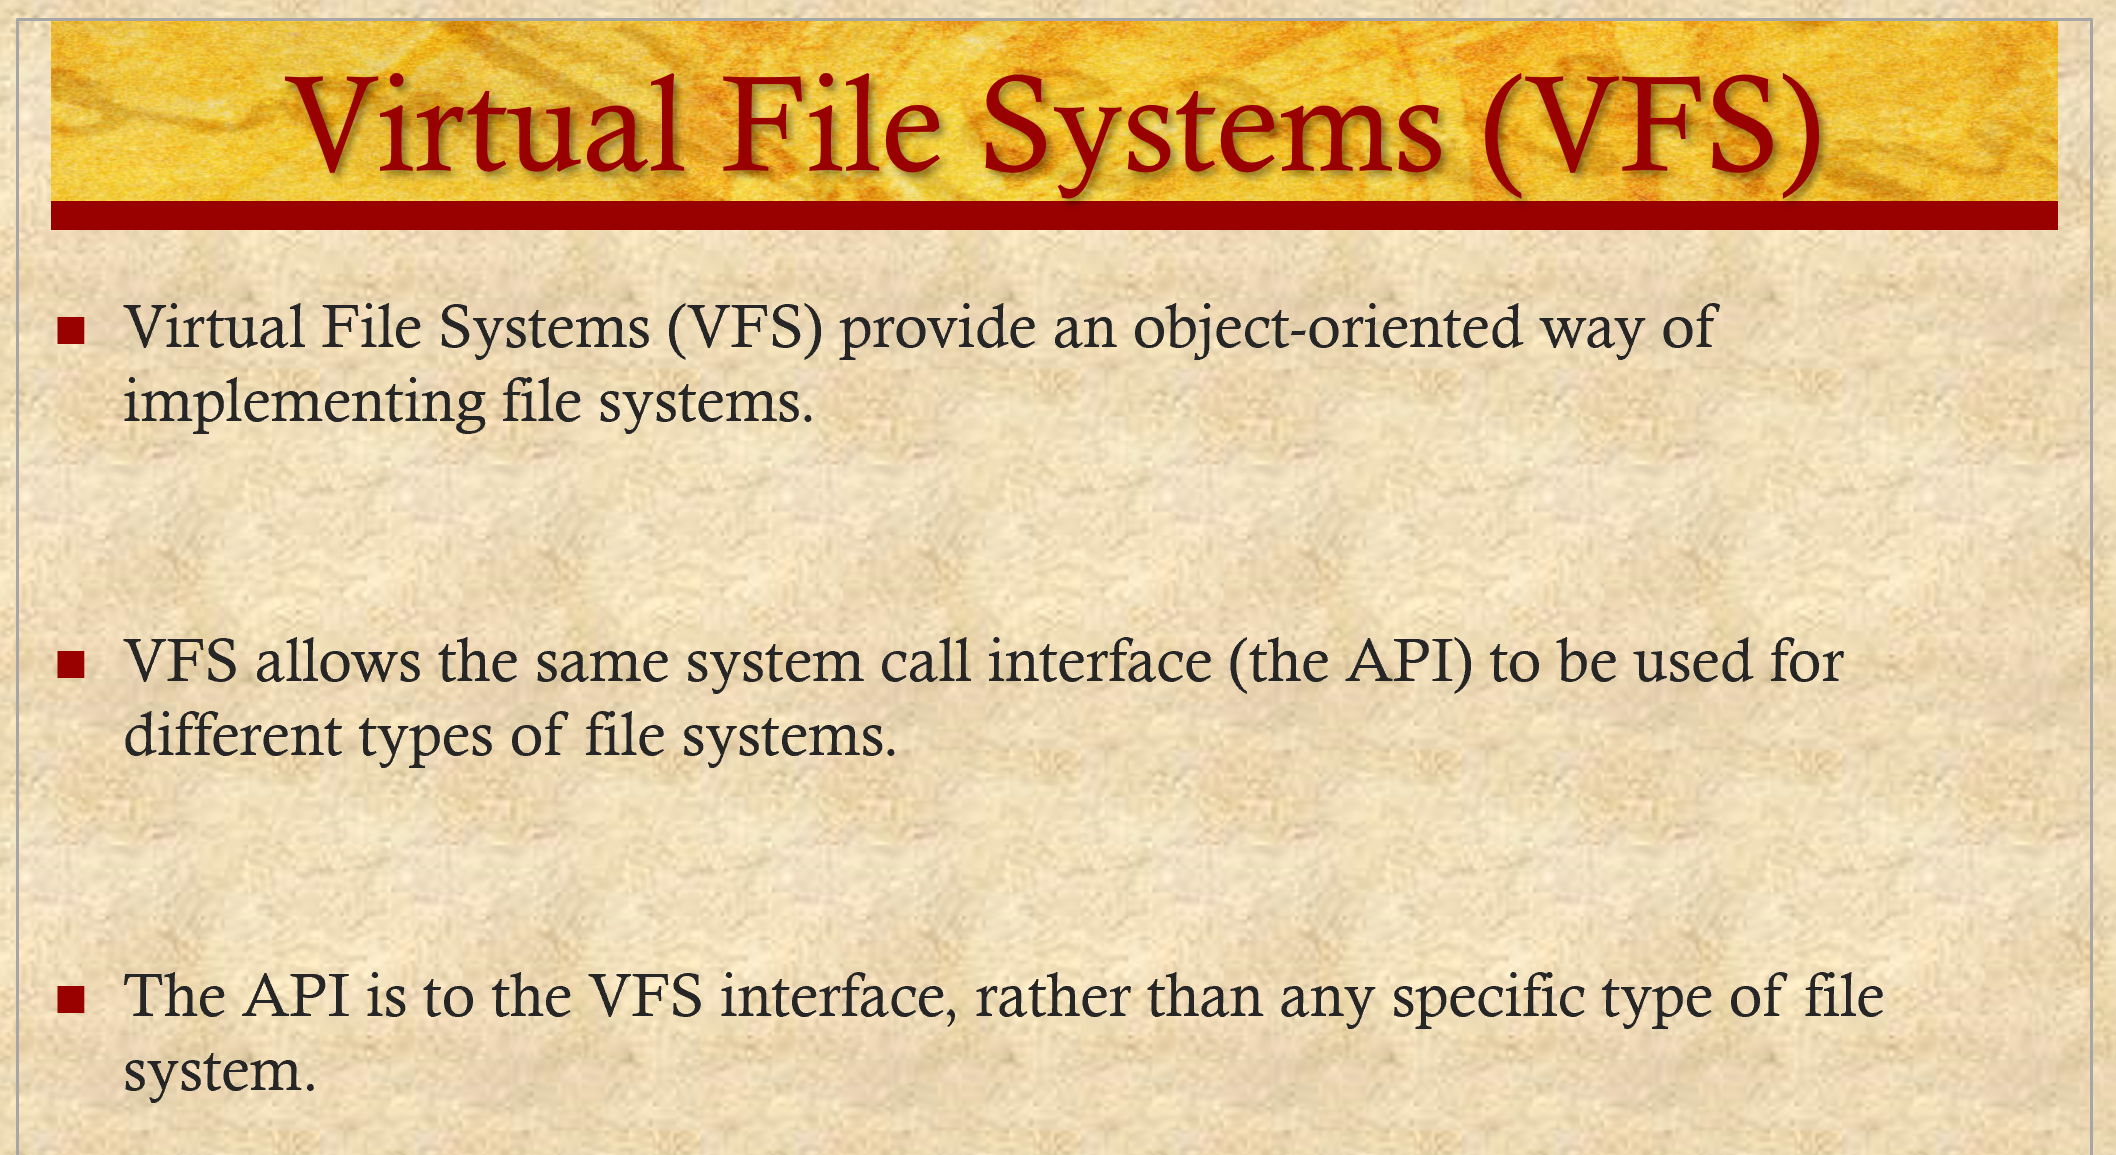 Virtual File Systems (VFS)
Virtual File Systems (VFS) provide an object-oriented way of
implementing file systems.
VFS allows the same system call interface (the API) to be used for
different types of file systems.
The API is to the VFS interface, rather than any specific type of file
system.